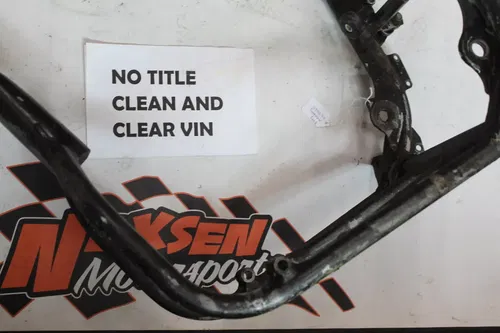 NO TITLE
CLEAN AND
CLEAR VIN
NIKSEN
Motorsport